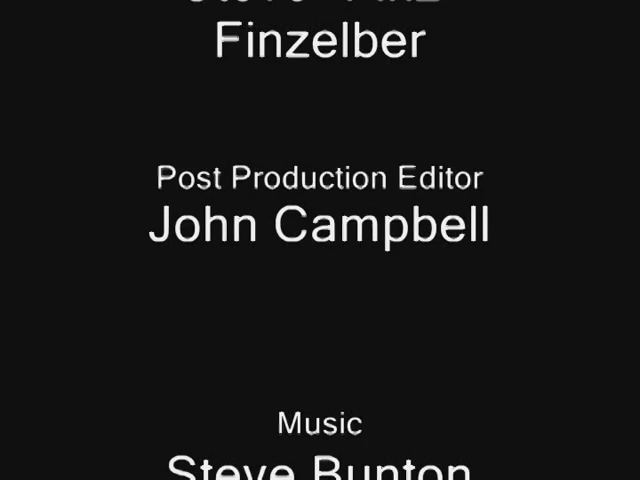 Finzelber
Post Production Editor
John Campbell
Music
Steve Bunton